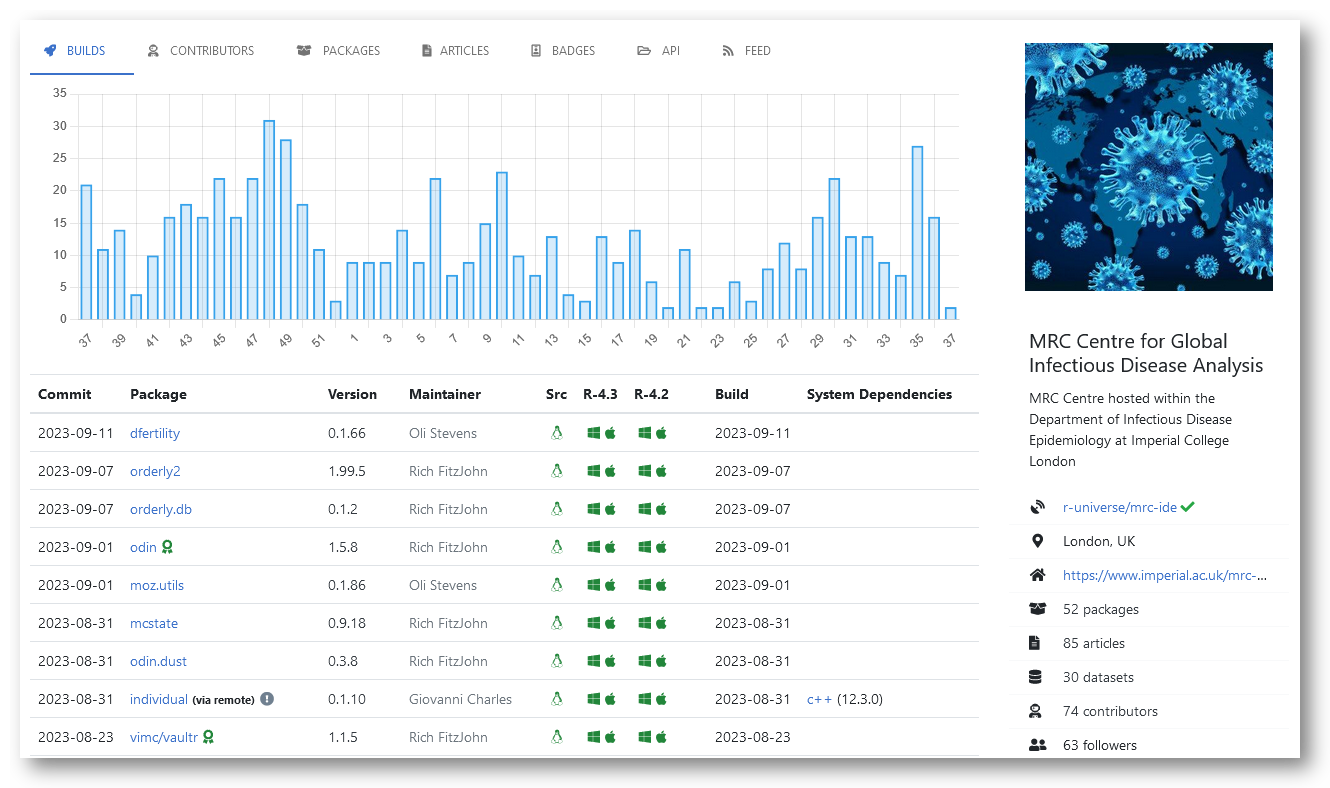 BUILDS CONTRIBUTORS PACKAGES ARTICLES BADGES API FEED
35
30
25
20
15
10
5
0
37 39 41 43 45 47 49 51 1 3 5 7 9 11 13 15 17 19 21 23 25 27 29 31 33 35 37
Commit Package Version Maintainer Src R-4.3 R-4.2 Build System Dependencies
2023-09-11 dfertility 0.1.66 Oli Stevens 2023-09-11
2023-09-07 orderly2 1.99.5 Rich FitzJohn 2023-09-07
2023-09-07 orderly.db 0.1.2 Rich FitzJohn 2023-09-07
2023-09-01 odin 1.5.8 Rich FitzJohn 2023-09-01
2023-09-01 moz.utils 0.1.86 Oli Stevens 2023-09-01
2023-08-31 mcstate 0.9.18 Rich FitzJohn 2023-08-31
2023-08-31 odin.dust 0.3.8 Rich FitzJohn 2023-08-31
2023-08-31 individual (via remote) 0.1.10 Giovanni Charles 2023-08-31 c++ (12.3.0)
2023-08-23 vimc/vaultr 1.1.5 Rich FitzJohn 2023-08-23
MRC Centre for Global
Infectious Disease Analysis
MRC Centre hosted within the
Department of Infectious Disease
Epidemiology at Imperial College
London
r-universe/mrc-ide
London, UK
https://www.imperial.ac.uk/mrc-...
52 packages
85 articles
30 datasets
74 contributors
63 followers